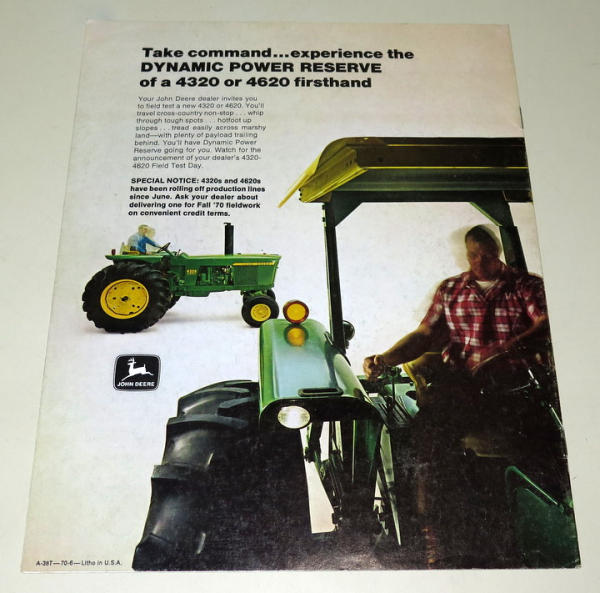 Take command...experience the
DYNAMIC POWER RESERVE
of a 4320 or 4620 firsthand
Your John Deere dealer invites you
to field test a new 4320 or 4620. You'll
travel cross-country non-stop . . . whip
through tough spots . . . hotfoot up
slopes . . . tread easily across marshy
land—with plenty of payload trailing
behind. You'll have Dynamic Power
Reserve going for you. Watch for the
announcement of your dealer's 4320-
4620 Field Test Day.
SPECIAL NOTICE: 4320s and 4620s
have been rolling off production lines
since June. Ask your dealer about
delivering one for Fall '70 fieldwork
on convenient credit terms.
JOHN DEERE
A-39T—70-6—Litho in U.S.A.